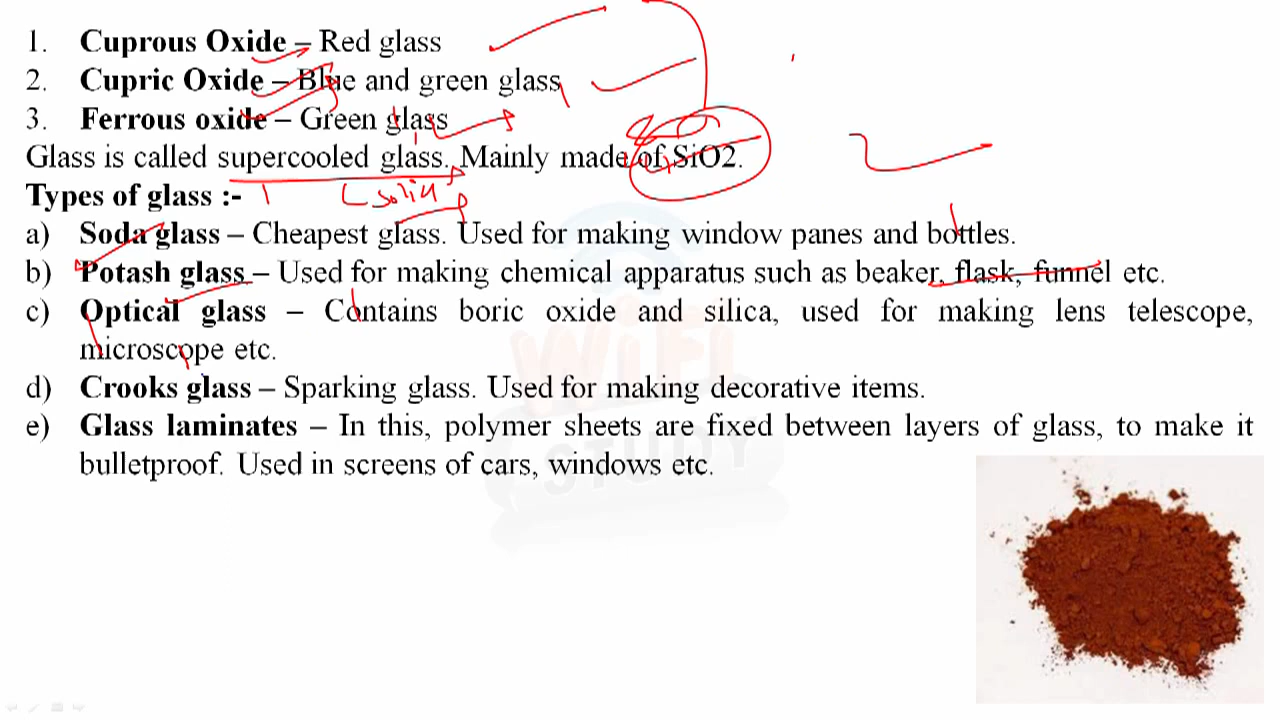 1. Cuprous Oxide – Red glass
2. Cupric Oxide – Blue and green glass
3. Ferrous oxide – Green glass
Glass is called supercooled glass. Mainly made of SiO2.
(solid
Types of glass :-
a) Soda glass – Cheapest glass. Used for making window panes and bottles.
b) Potash glass – Used for making chemical apparatus such as beaker, flask, funnel etc.
c) Optical glass – Contains boric oxide and silica, used for making lens telescope,
microscope etc.
d) Crooks glass – Sparking glass. Used for making decorative items.
e) Glass laminates – In this, polymer sheets are fixed between layers of glass, to make it
bulletproof. Used in screens of cars, windows etc.
WiFi
STUDY